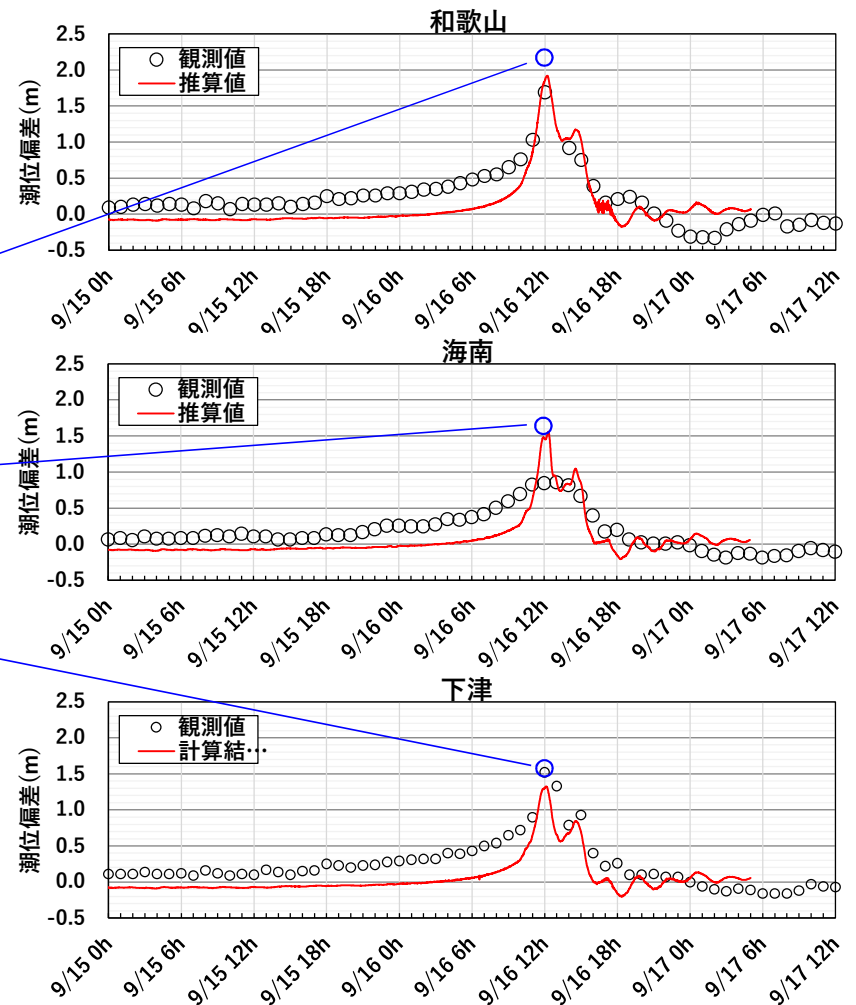 和歌山
潮位偏差(m)
2.5
2.0
1.5
1.0
0.5
0.0
-0.5
観測値
推算値
9/15 0h
9/15 6h
9/15 12h
9/15 18h
9/16 0h
9/16 6h
9/16 12h
9/16 18h
9/17 0h
9/17 6h
9/17 12h
海南
潮位偏差(m)
2.5
2.0
1.5
1.0
0.5
0.0
-0.5
観測値
推算値
9/15 0h
9/15 6h
9/15 12h
9/15 18h
9/16 0h
9/16 6h
9/16 12h
9/16 18h
9/17 0h
9/17 6h
9/17 12h
下津
潮位偏差(m)
2.5
2.0
1.5
1.0
0.5
0.0
-0.5
観測値
計算結…
9/15 0h
9/15 6h
9/15 12h
9/15 18h
9/16 0h
9/16 6h
9/16 12h
9/16 18h
9/17 0h
9/17 6h
9/17 12h